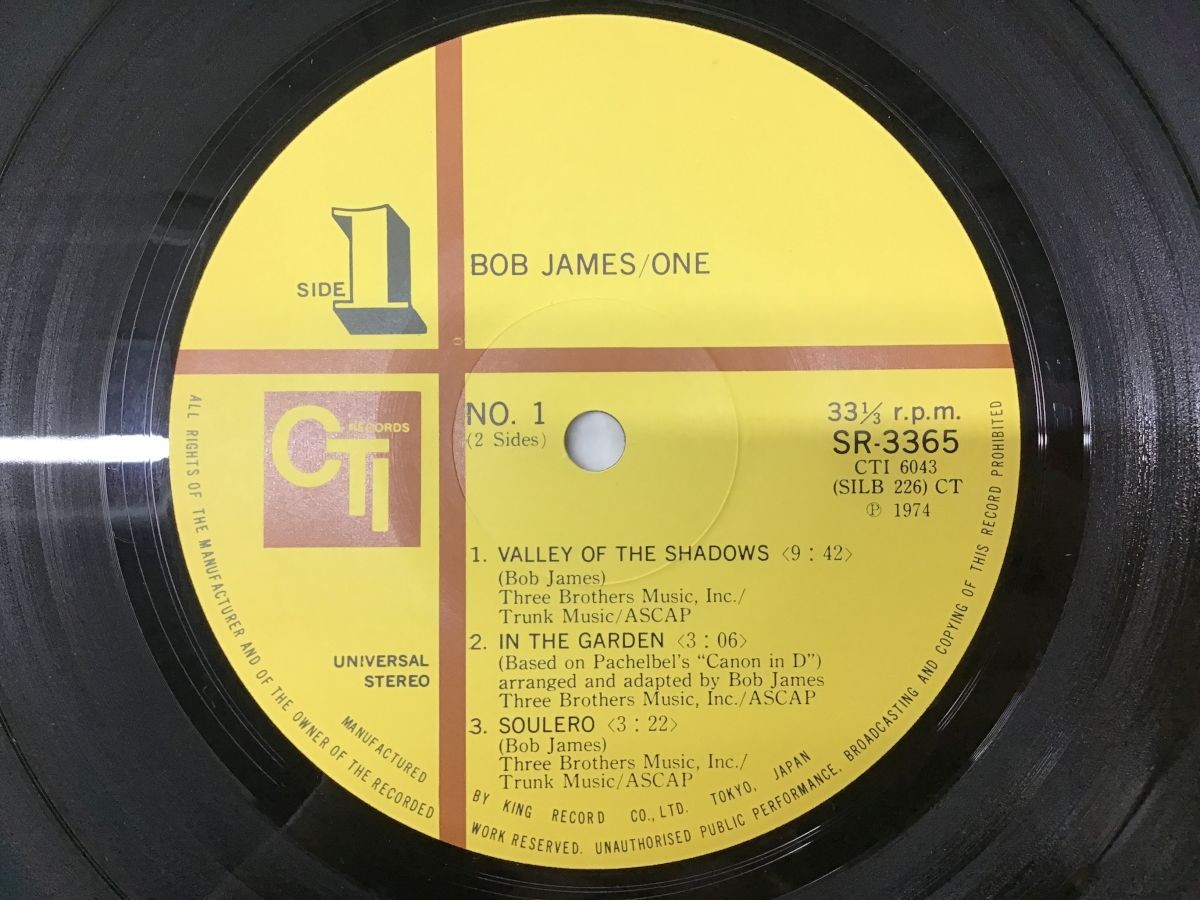 SIDE 1
BOB JAMES/ONE
CTI RECORDS
NO. 1
(2 Sides)
33⅓ r.p.m.
SR-3365
CTI 6043
(SILB 226) CT
℗ 1974
1. VALLEY OF THE SHADOWS 〈9 : 42〉
(Bob James)
Three Brothers Music, Inc./
Trunk Music/ASCAP
2. IN THE GARDEN 〈3 : 06〉
(Based on Pachelbel's “Canon in D”)
arranged and adapted by Bob James
Three Brothers Music, Inc./ASCAP
3. SOULERO 〈3 : 22〉
(Bob James)
Three Brothers Music, Inc./
Trunk Music/ASCAP
UNIVERSAL
STEREO
MANUFACTURED BY KING RECORD CO., LTD. TOKYO, JAPAN
ALL RIGHTS OF THE MANUFACTURER AND OF THE OWNER OF THE RECORDED WORK RESERVED. UNAUTHORISED PUBLIC PERFORMANCE, BROADCASTING AND COPYING OF THIS RECORD PROHIBITED